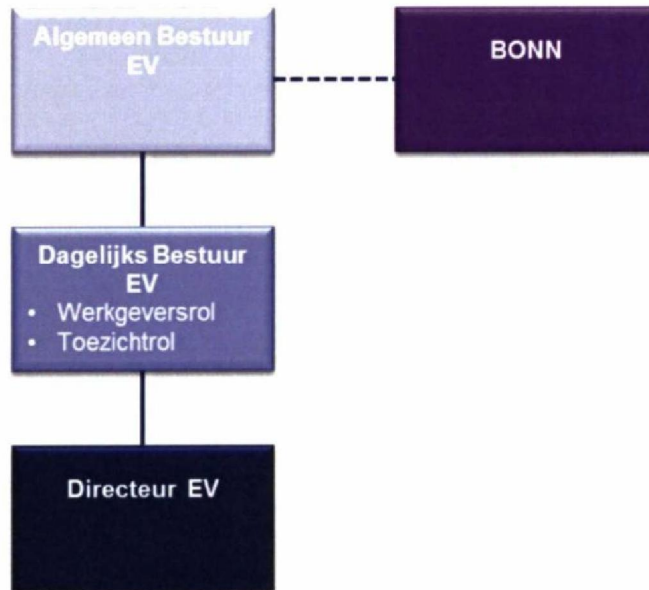 Algemeen Bestuur
EV
BONN
Dagelijks Bestuur
EV
• Werkgeversrol
• Toezichtrol
Directeur EV